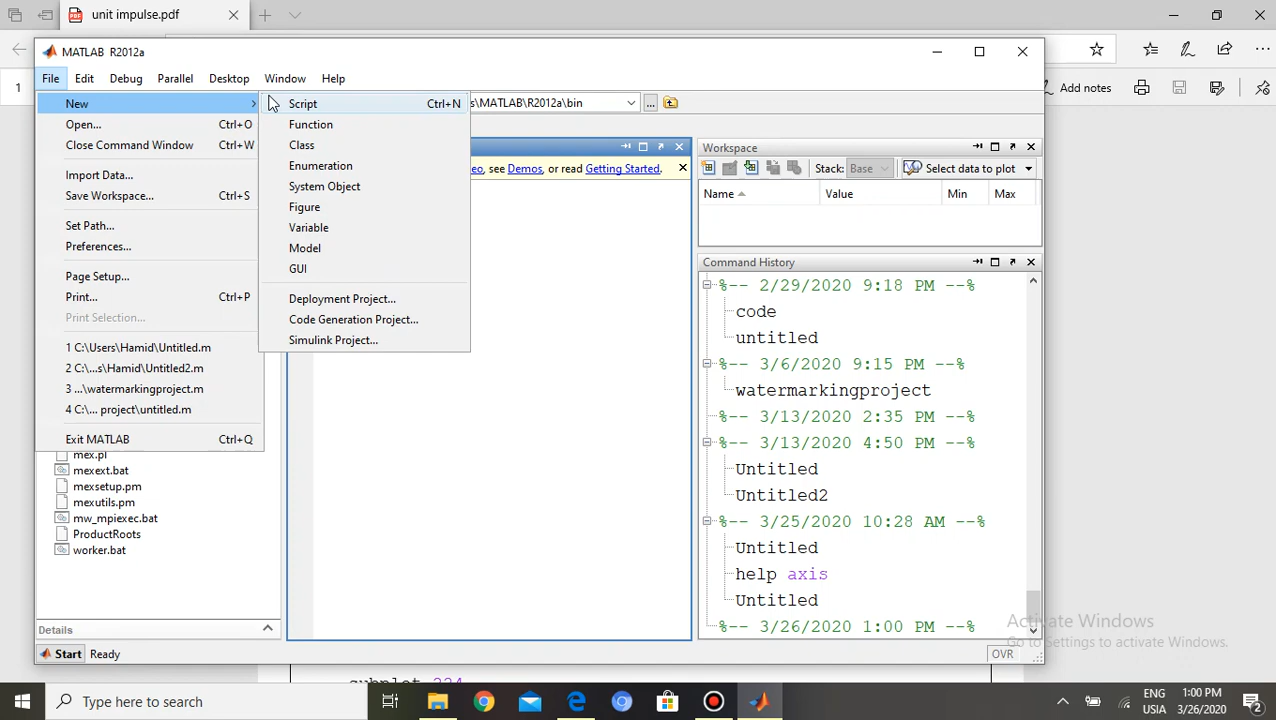 unit impulse.pdf
MATLAB R2012a
File Edit Debug Parallel Desktop Window Help
1
Add notes
New
Script Ctrl+N
s\MATLAB\R2012a\bin
...
Open... Ctrl+O
Function
Close Command Window Ctrl+W
Class
Workspace
Import Data...
Enumeration
eo, see Demos, or read Getting Started.
Stack: Base
Select data to plot
Save Workspace... Ctrl+S
System Object
Name Value Min Max
Set Path...
Figure
Preferences...
Variable
Page Setup...
Model
Print... Ctrl+P
GUI
Print Selection...
Deployment Project...
1 C:\Users\Hamid\Untitled.m
Code Generation Project...
2 C:\...s\Hamid\Untitled2.m
Simulink Project...
3 ...\watermarkingproject.m
4 C:\... project\untitled.m
Exit MATLAB Ctrl+Q
Command History
%-- 2/29/2020 9:18 PM --%
code
untitled
%-- 3/6/2020 9:15 PM --%
watermarkingproject
%-- 3/13/2020 2:35 PM --%
%-- 3/13/2020 4:50 PM --%
Untitled
Untitled2
%-- 3/25/2020 10:28 AM --%
Untitled
help axis
Untitled
%-- 3/26/2020 1:00 PM --%
mex.pl
mexext.bat
mexsetup.pm
mexutils.pm
mw_mpiexec.bat
ProductRoots
worker.bat
Details
Start Ready
OVR
Activate Windows
Go to Settings to activate Windows.
Type here to search
ENG
USIA
1:00 PM
3/26/2020
2